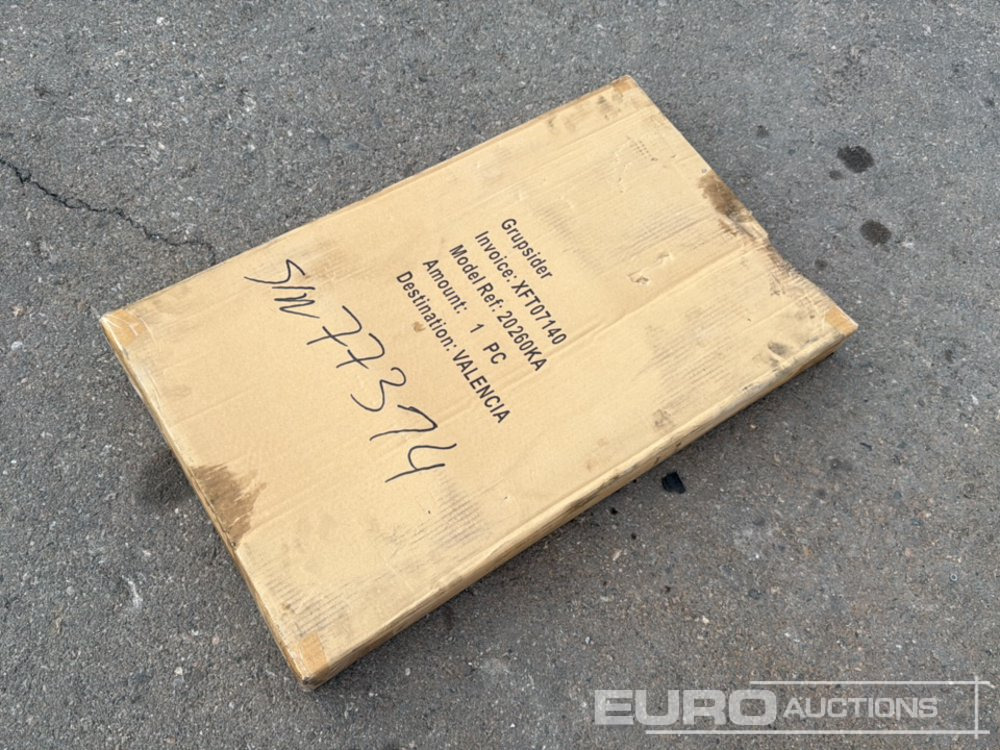 Grupsider
Invoice: XFT07140
Model Ref: 20260KA
Amount: 1 PC
Destination: VALENCIA
S/N 77374
EURO AUCTIONS